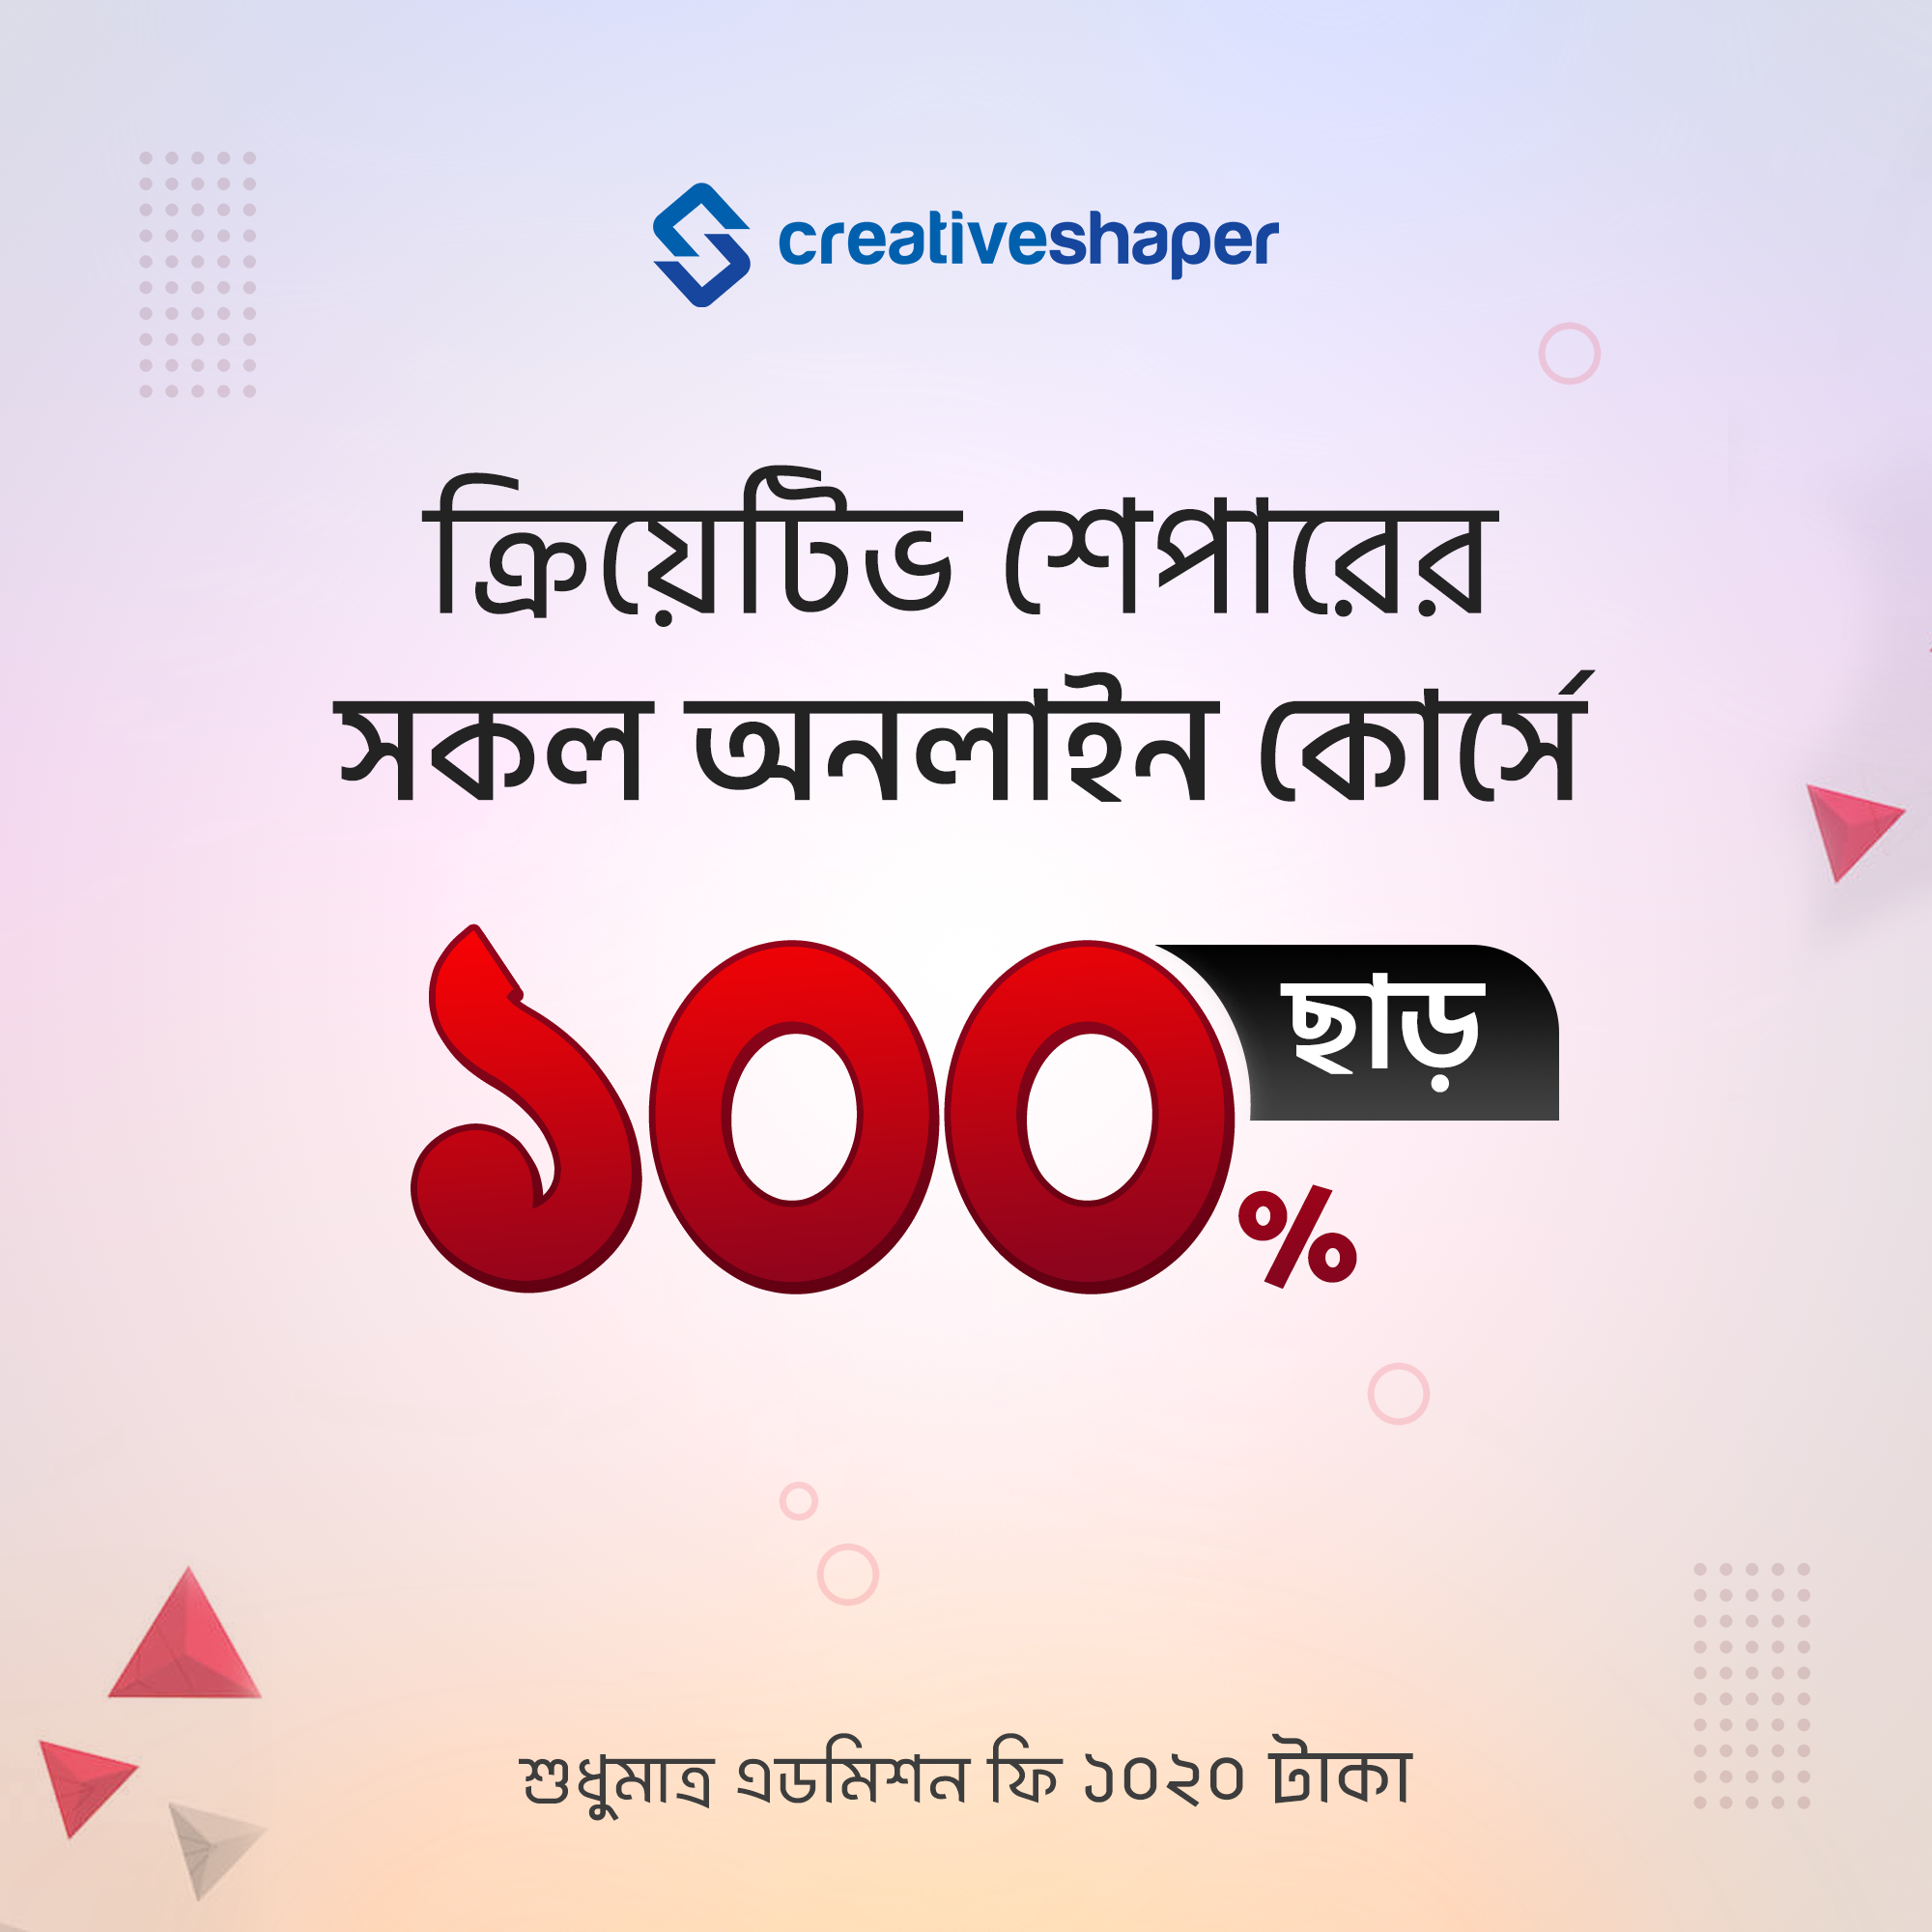 creativeshaper
ক্রিয়েটিভ শেপারের
সকল অনলাইন কোর্সে
১০০% ছাড়
শুধুমাত্র এডমিশন ফি ১০২০ টাকা